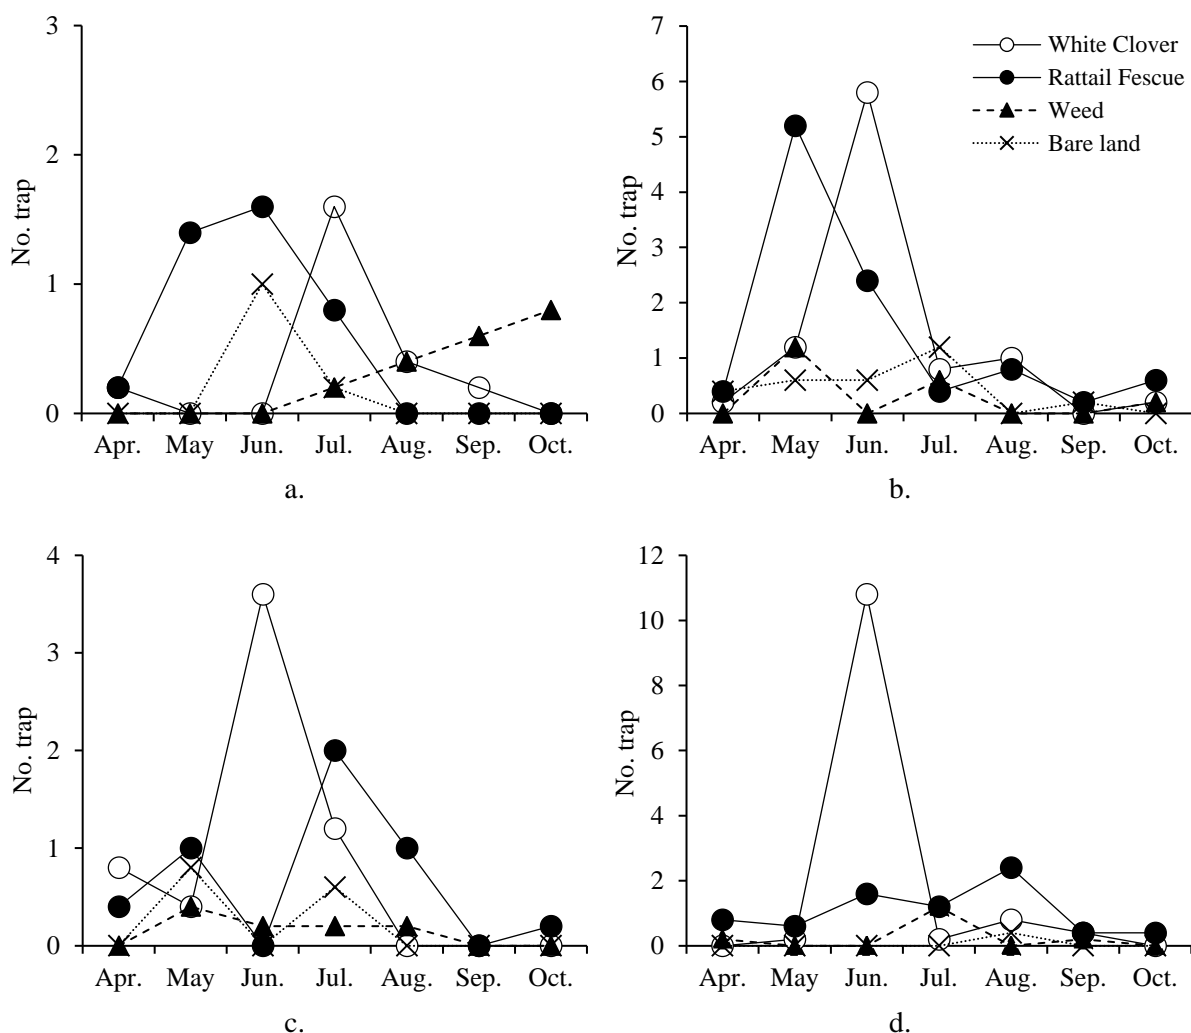 3
2
1
0
No. trap
Apr. May Jun. Jul. Aug. Sep. Oct.
a.
7
6
5
4
3
2
1
0
No. trap
Apr. May Jun. Jul. Aug. Sep. Oct.
b.
White Clover
Rattail Fescue
Weed
Bare land
4
3
2
1
0
No. trap
Apr. May Jun. Jul. Aug. Sep. Oct.
c.
12
10
8
6
4
2
0
No. trap
Apr. May Jun. Jul. Aug. Sep. Oct.
d.